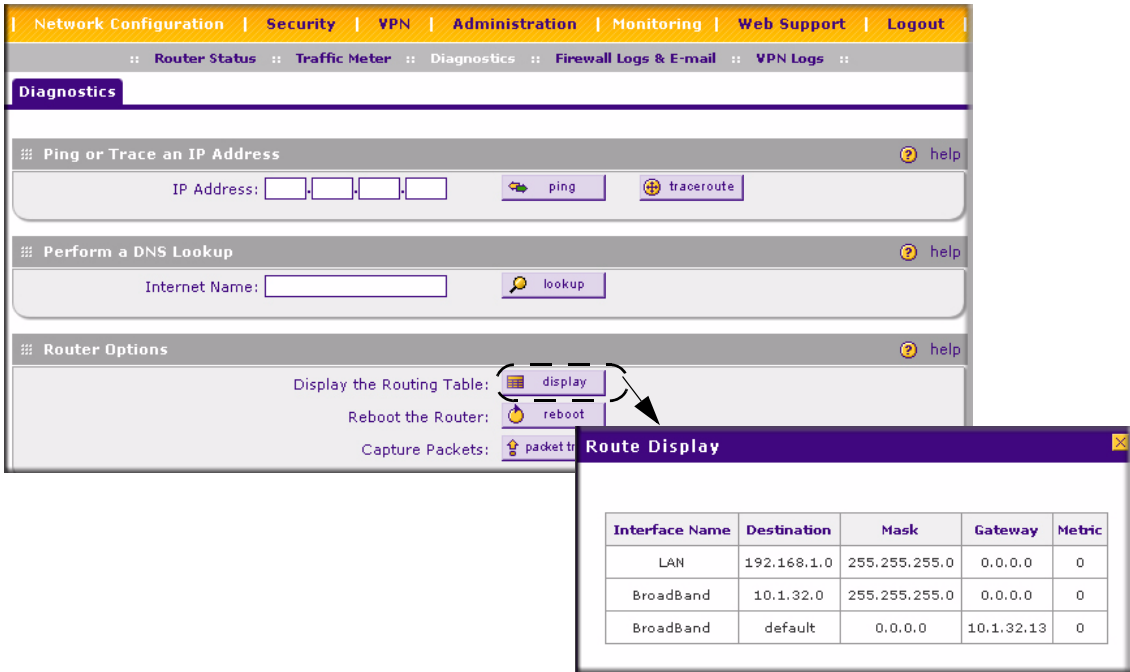 Network Configuration | Security | VPN | Administration | Monitoring | Web Support | Logout
:: Router Status :: Traffic Meter :: Diagnostics :: Firewall Logs & E-mail :: VPN Logs ::
Diagnostics
Ping or Trace an IP Address help
IP Address: . . . ping traceroute
Perform a DNS Lookup help
Internet Name: lookup
Router Options help
Display the Routing Table: display
Reboot the Router: reboot
Capture Packets: packet tr
Route Display
Interface Name Destination Mask Gateway Metric
LAN 192.168.1.0 255.255.255.0 0.0.0.0 0
BroadBand 10.1.32.0 255.255.255.0 0.0.0.0 0
BroadBand default 0.0.0.0 10.1.32.13 0